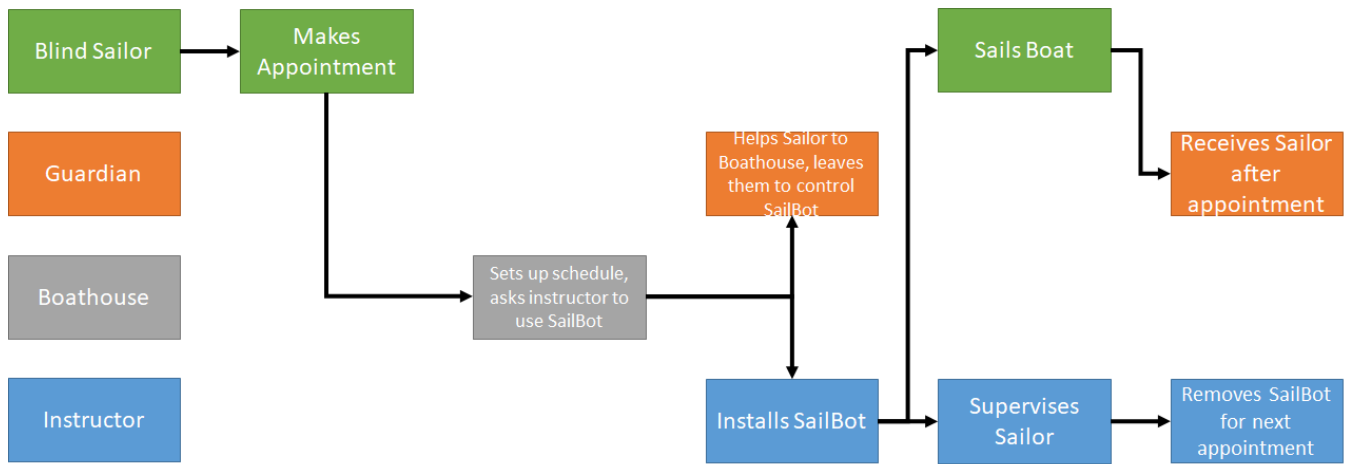 Blind Sailor
Makes
Appointment
Sails Boat
Guardian
Helps Sailor to
Boathouse, leaves
them to control
SailBot
Receives Sailor
after
appointment
Boathouse
Sets up schedule,
asks instructor to
use SailBot
Instructor
Installs SailBot
Supervises
Sailor
Removes SailBot
for next
appointment